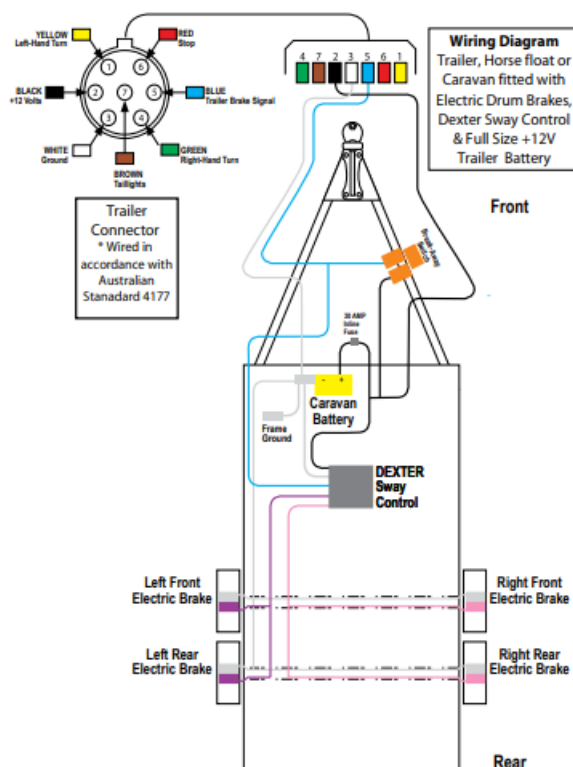 YELLOW
Left-Hand Turn
RED
Stop
1
6
BLACK
+12 Volts
2
7
5
BLUE
Trailer Brake Signal
3
4
WHITE
Ground
GREEN
Right-Hand Turn
BROWN
Taillights
4 7 2 3 5 6 1
Wiring Diagram
Trailer, Horse float or
Caravan fitted with
Electric Drum Brakes,
Dexter Sway Control
& Full Size +12V
Trailer Battery
Trailer
Connector
* Wired in
accordance with
Australian
Stanadard 4177
Front
Break-Away
Switch
30 AMP
Inline
Fuse
- +
Caravan
Battery
Frame
Ground
DEXTER
Sway
Control
Left Front
Electric Brake
Right Front
Electric Brake
Left Rear
Electric Brake
Right Rear
Electric Brake
Rear